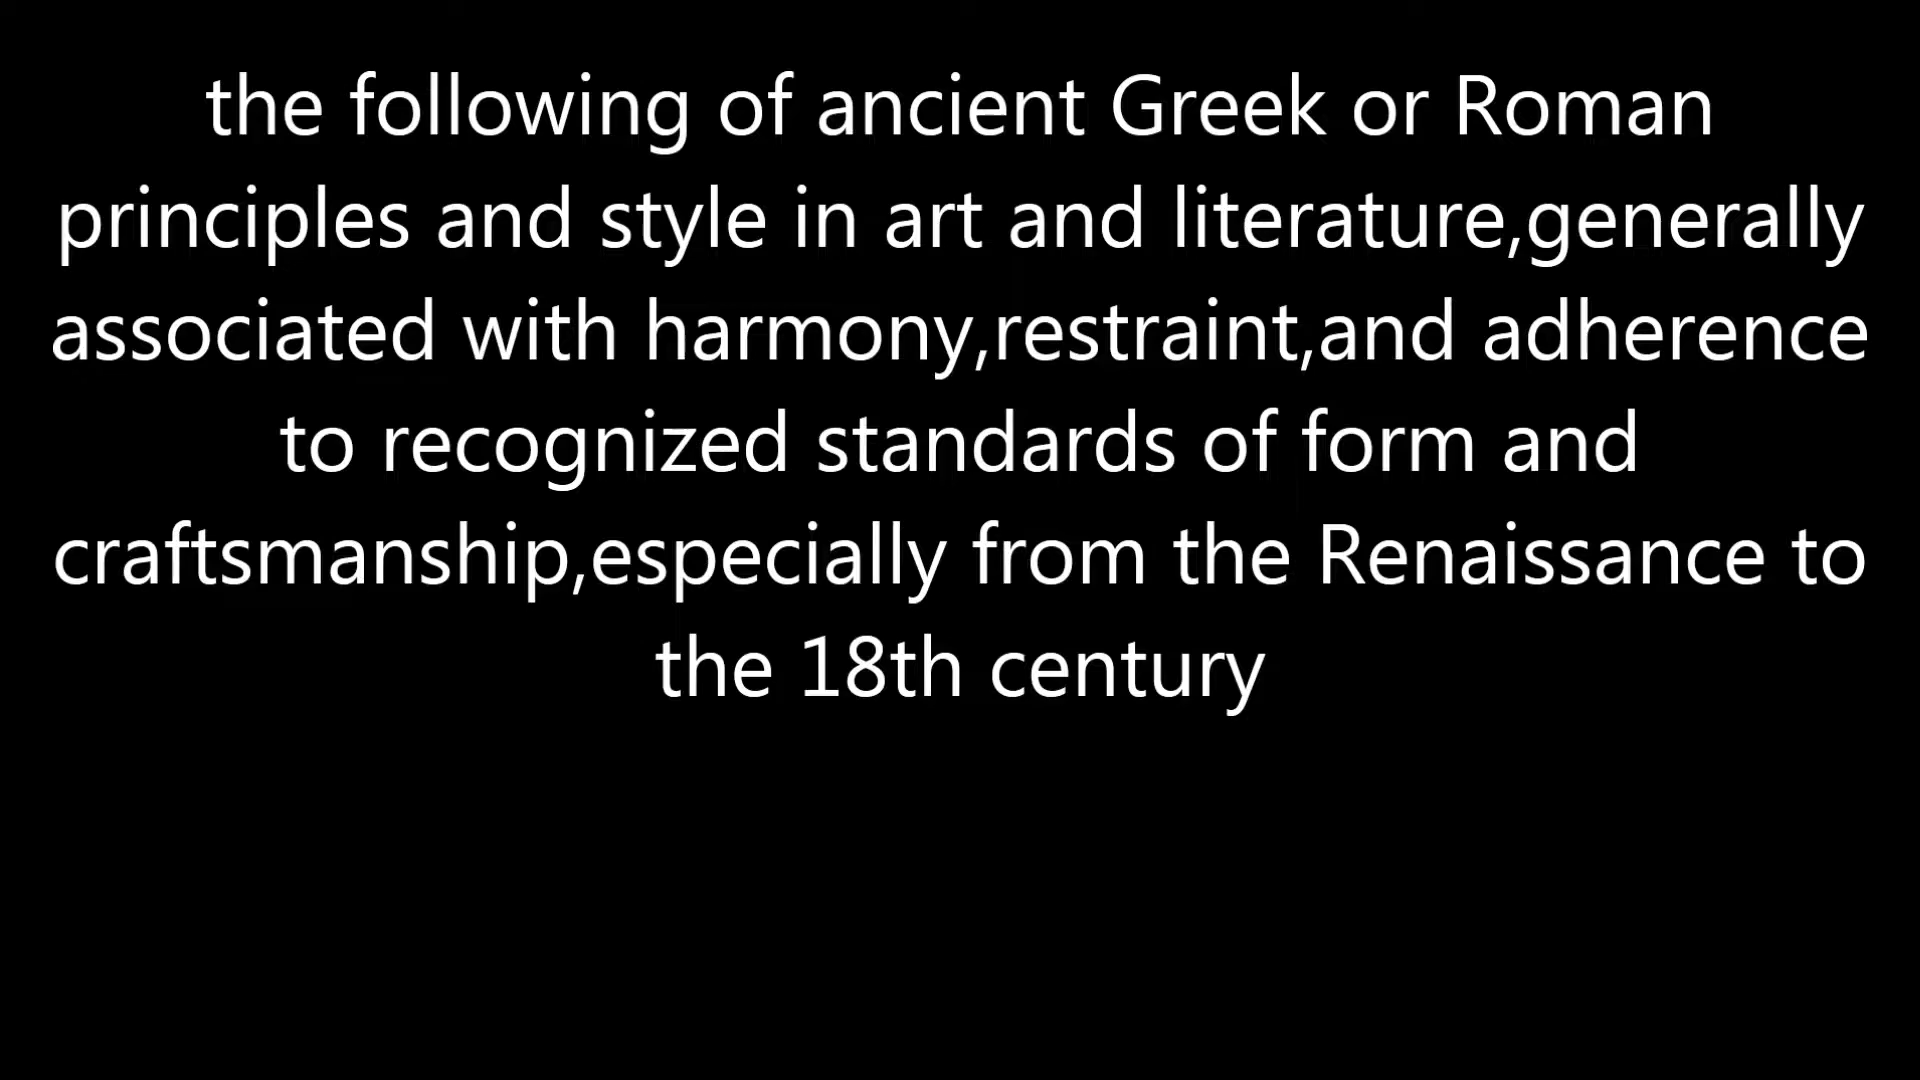 the following of ancient Greek or Roman
principles and style in art and literature,generally
associated with harmony,restraint,and adherence
to recognized standards of form and
craftsmanship,especially from the Renaissance to
the 18th century